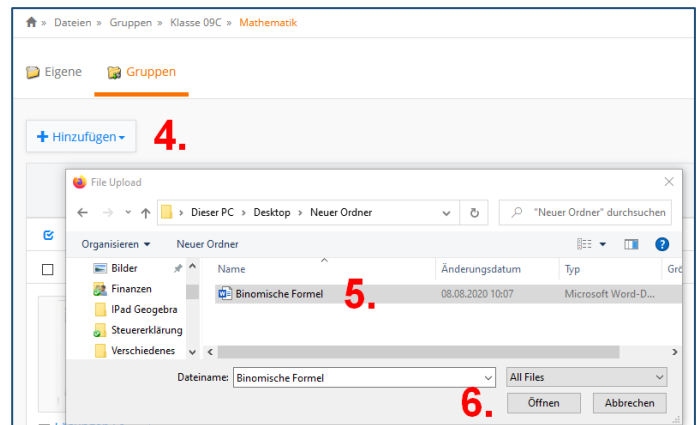 » Dateien » Gruppen » Klasse 09C » Mathematik
Eigene Gruppen
+ Hinzufügen 4.
File Upload
Dieser PC > Desktop > Neuer Ordner "Neuer Ordner" durchsuchen
Organisieren Neuer Ordner
Bilder Name Änderungsdatum Typ Grö
Finanzen Binomische Formel 5. 08.08.2020 10:07 Microsoft Word-D...
IPad Geogebra
Steuererklärung
Verschiedenes
Dateiname: Binomische Formel All Files
6. Öffnen Abbrechen